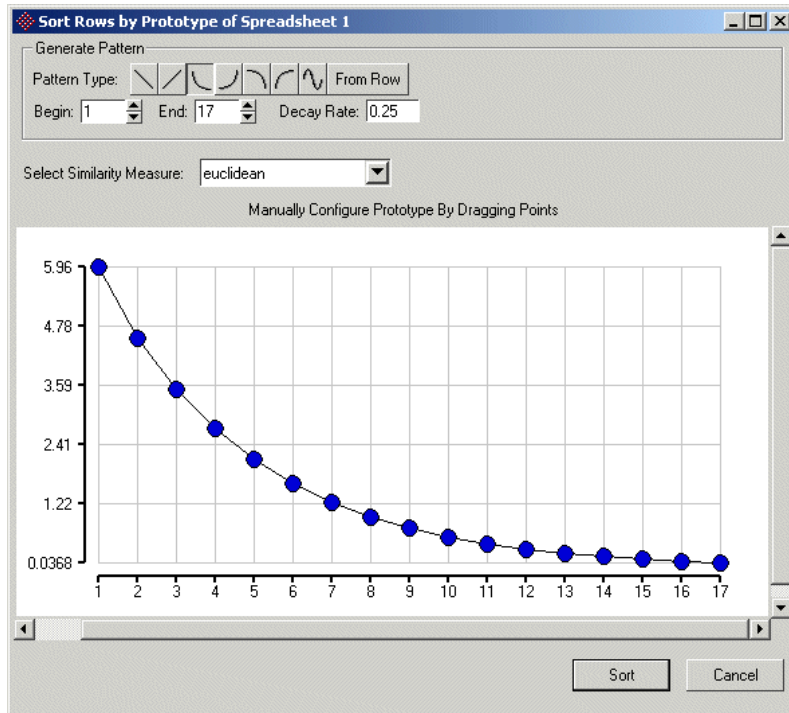 Sort Rows by Prototype of Spreadsheet 1
Generate Pattern
Pattern Type: From Row
Begin: 1 End: 17 Decay Rate: 0.25
Select Similarity Measure: euclidean
Manually Configure Prototype By Dragging Points
5.96
4.78
3.59
2.41
1.22
0.0368
1 2 3 4 5 6 7 8 9 10 11 12 13 14 15 16 17
Sort Cancel